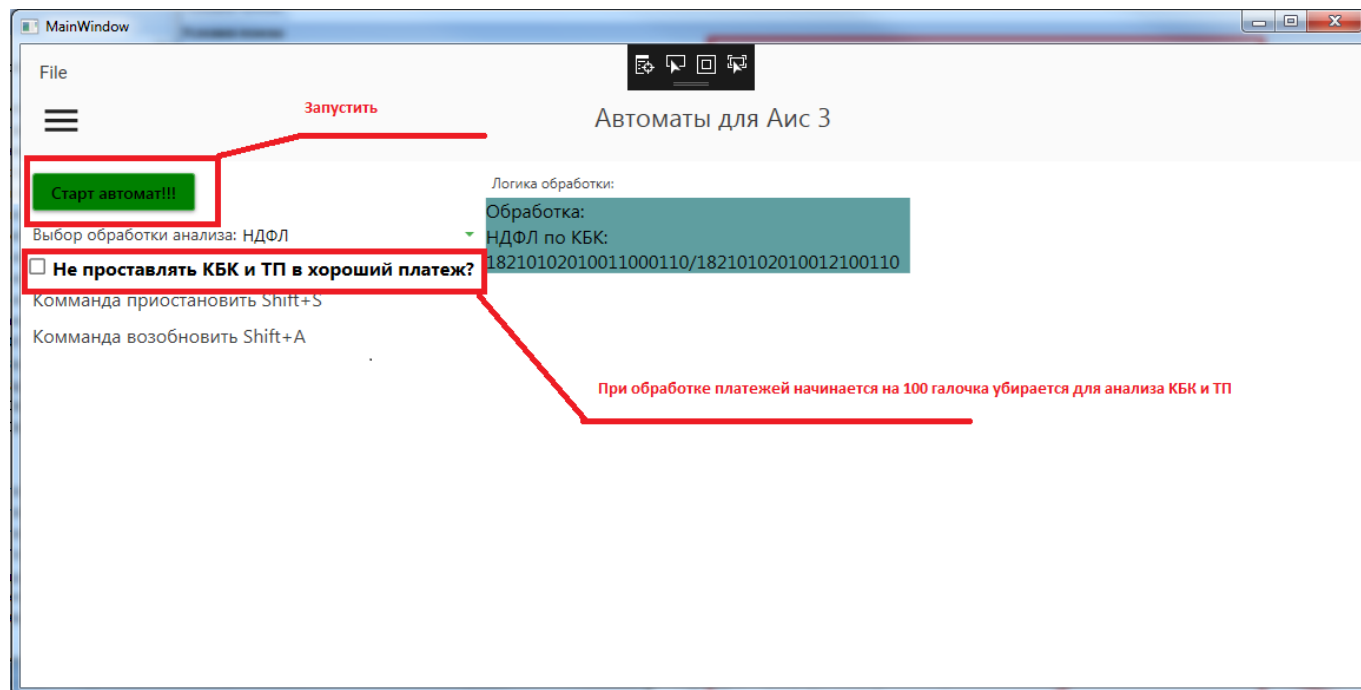 MainWindow
File
Запустить
Автоматы для Аис 3
Старт автомат!!!
Логика обработки:
Обработка:
Выбор обработки анализа: НДФЛ
НДФЛ по КБК:
18210102010011000110/18210102010012100110
Не проставлять КБК и ТП в хороший платеж?
Комманда приостановить Shift+S
Комманда возобновить Shift+A
При обработке платежей начинается на 100 галочка убирается для анализа КБК и ТП